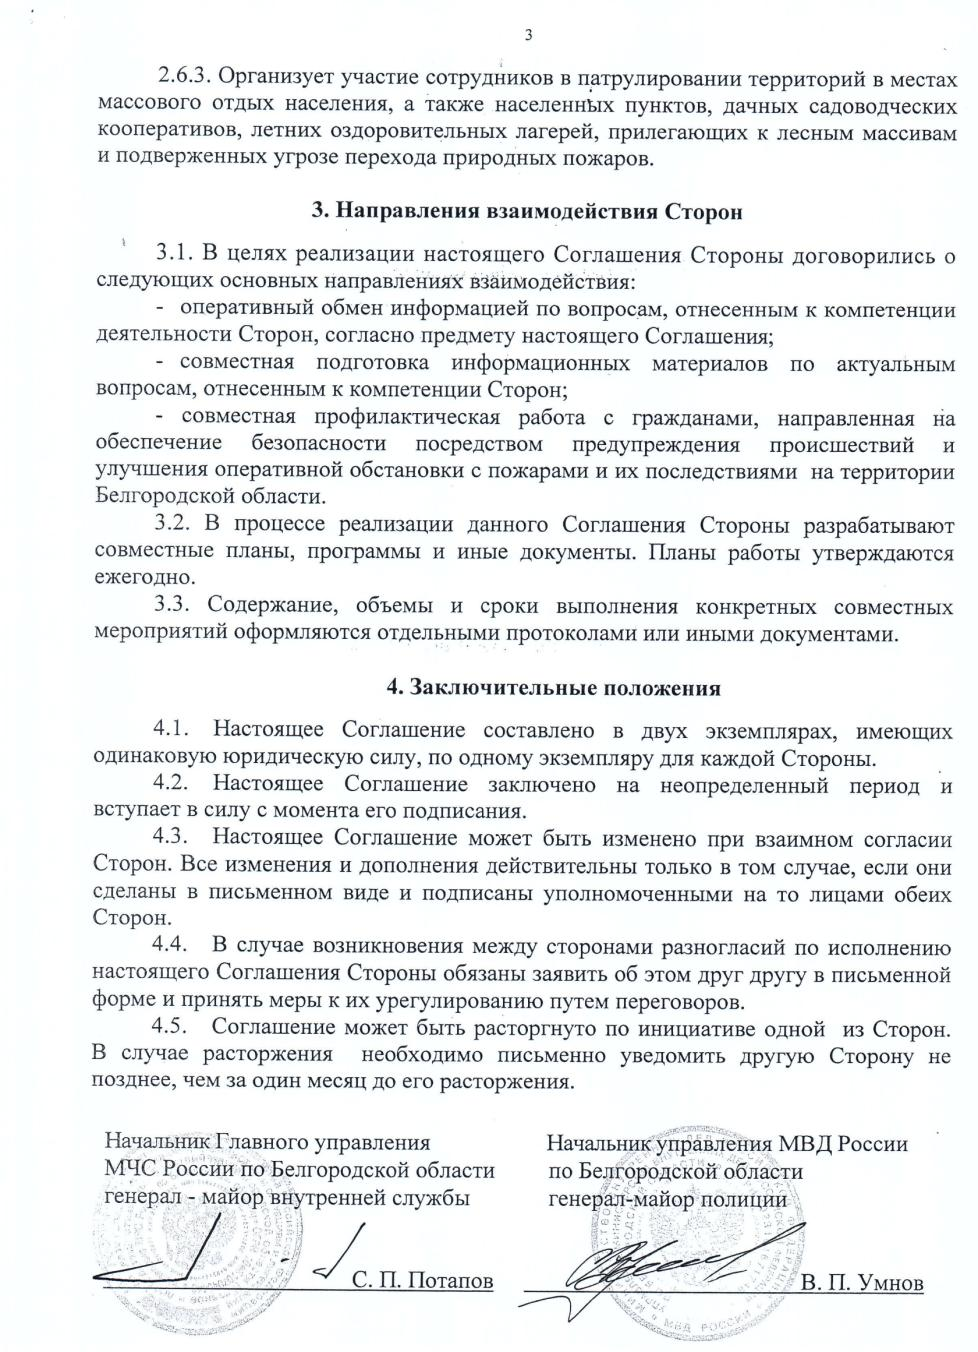 3
2.6.3. Организует участие сотрудников в патрулировании территорий в местах
массового отдых населения, а также населенных пунктов, дачных садоводческих
кооперативов, летних оздоровительных лагерей, прилегающих к лесным массивам
и подверженных угрозе перехода природных пожаров.
3. Направления взаимодействия Сторон
3.1. В целях реализации настоящего Соглашения Стороны договорились о
следующих основных направлениях взаимодействия:
- оперативный обмен информацией по вопросам, отнесенным к компетенции
деятельности Сторон, согласно предмету настоящего Соглашения;
- совместная подготовка информационных материалов по актуальным
вопросам, отнесенным к компетенции Сторон;
- совместная профилактическая работа с гражданами, направленная на
обеспечение безопасности посредством предупреждения происшествий и
улучшения оперативной обстановки с пожарами и их последствиями на территории
Белгородской области.
3.2. В процессе реализации данного Соглашения Стороны разрабатывают
совместные планы, программы и иные документы. Планы работы утверждаются
ежегодно.
3.3. Содержание, объемы и сроки выполнения конкретных совместных
мероприятий оформляются отдельными протоколами или иными документами.
4. Заключительные положения
4.1. Настоящее Соглашение составлено в двух экземплярах, имеющих
одинаковую юридическую силу, по одному экземпляру для каждой Стороны.
4.2. Настоящее Соглашение заключено на неопределенный период и
вступает в силу с момента его подписания.
4.3. Настоящее Соглашение может быть изменено при взаимном согласии
Сторон. Все изменения и дополнения действительны только в том случае, если они
сделаны в письменном виде и подписаны уполномоченными на то лицами обеих
Сторон.
4.4. В случае возникновения между сторонами разногласий по исполнению
настоящего Соглашения Стороны обязаны заявить об этом друг другу в письменной
форме и принять меры к их урегулированию путем переговоров.
4.5. Соглашение может быть расторгнуто по инициативе одной из Сторон.
В случае расторжения необходимо письменно уведомить другую Сторону не
позднее, чем за один месяц до его расторжения.
Начальник Главного управления
МЧС России по Белгородской области
генерал - майор внутренней службы
С. П. Потапов
Начальник управления МВД России
по Белгородской области
генерал-майор полиции
В. П. Умнов
МВД РОССИИ